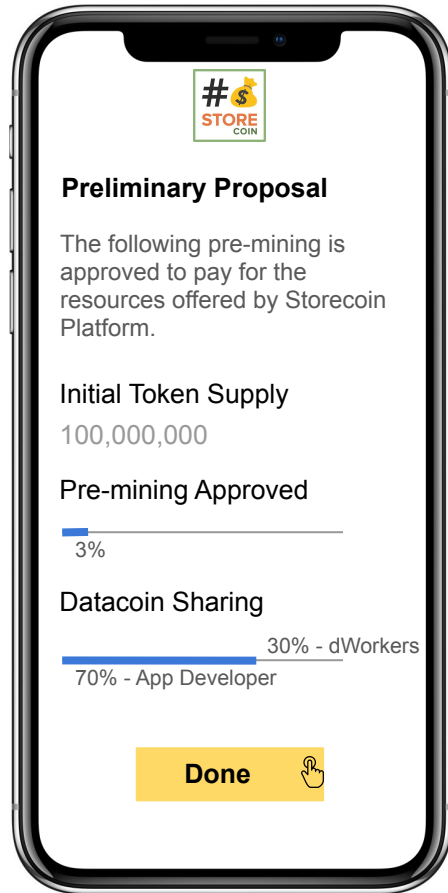 #$
STORE
COIN
Preliminary Proposal
The following pre-mining is
approved to pay for the
resources offered by Storecoin
Platform.
Initial Token Supply
100,000,000
Pre-mining Approved
3%
Datacoin Sharing
30% - dWorkers
70% - App Developer
Done